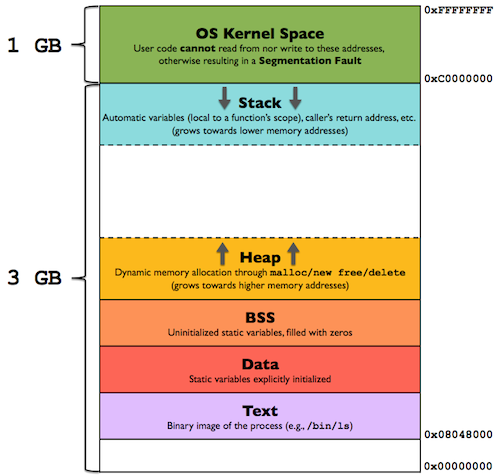 0xFFFFFFFF
1 GB
OS Kernel Space
User code cannot read from nor write to these addresses,
otherwise resulting in a Segmentation Fault
0xC0000000
Stack
Automatic variables (local to a function's scope), caller's return address, etc.
(grows towards lower memory addresses)
3 GB
Heap
Dynamic memory allocation through malloc/new free/delete
(grows towards higher memory addresses)
BSS
Uninitialized static variables, filled with zeros
Data
Static variables explicitly initialized
Text
Binary image of the process (e.g., /bin/ls)
0x08048000
0x00000000